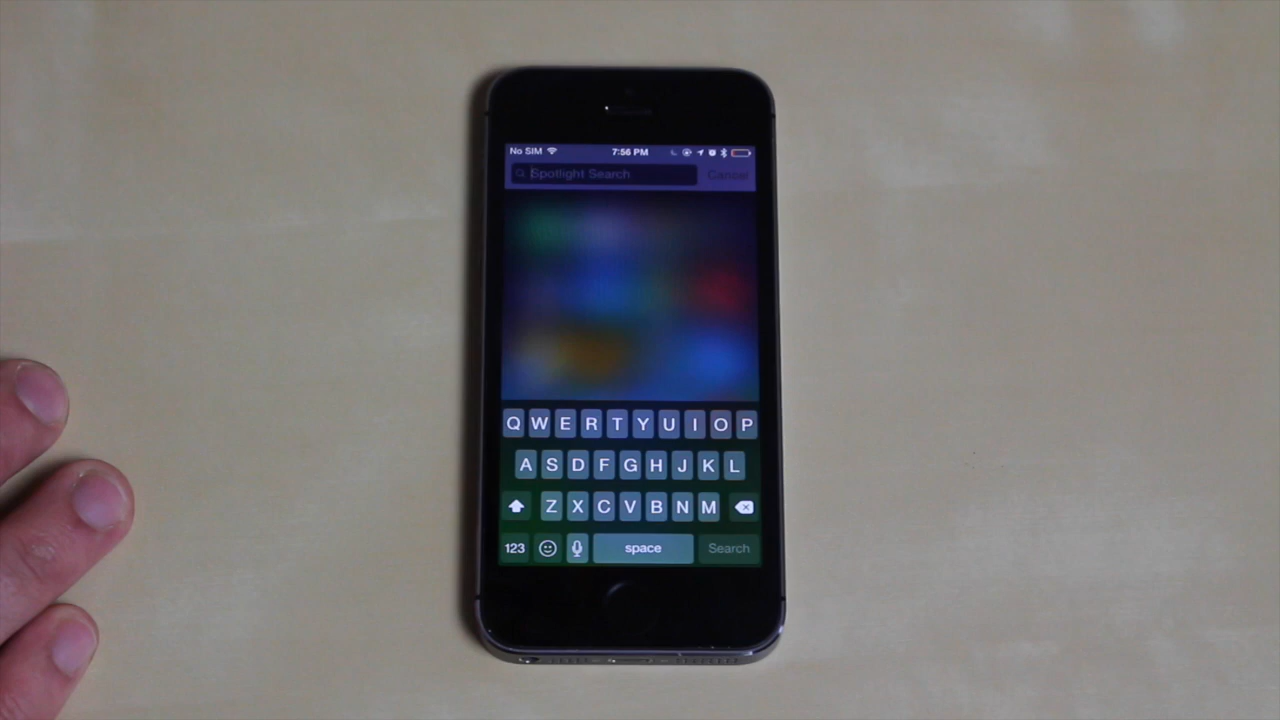 No SIM 7:56 PM
Spotlight Search Cancel
Q W E R T Y U I O P
A S D F G H J K L
Z X C V B N M
123 space Search